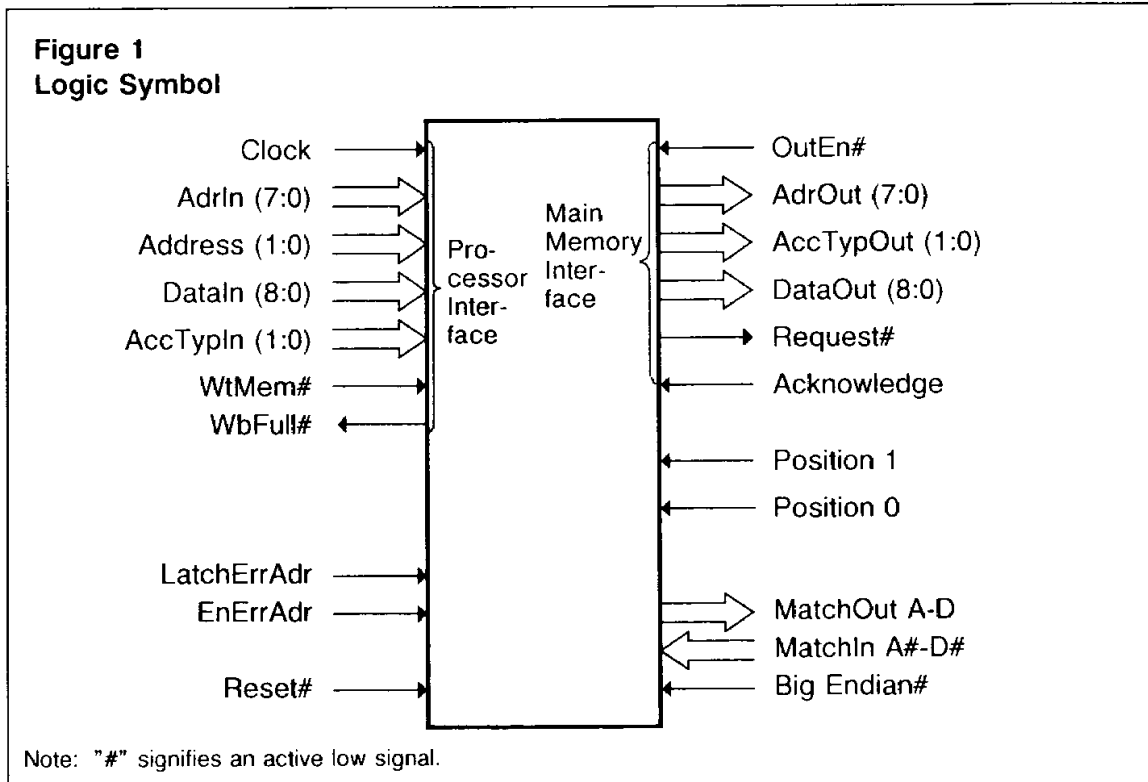 Figure 1
Logic Symbol
Clock
AdrIn (7:0)
Address (1:0)
DataIn (8:0)
AccTypIn (1:0)
WtMem#
WbFull#
LatchErrAdr
EnErrAdr
Reset#
Pro-
cessor
Inter-
face
Main
Memory
Inter-
face
OutEn#
AdrOut (7:0)
AccTypOut (1:0)
DataOut (8:0)
Request#
Acknowledge
Position 1
Position 0
MatchOut A-D
MatchIn A#-D#
Big Endian#
Note: "#" signifies an active low signal.